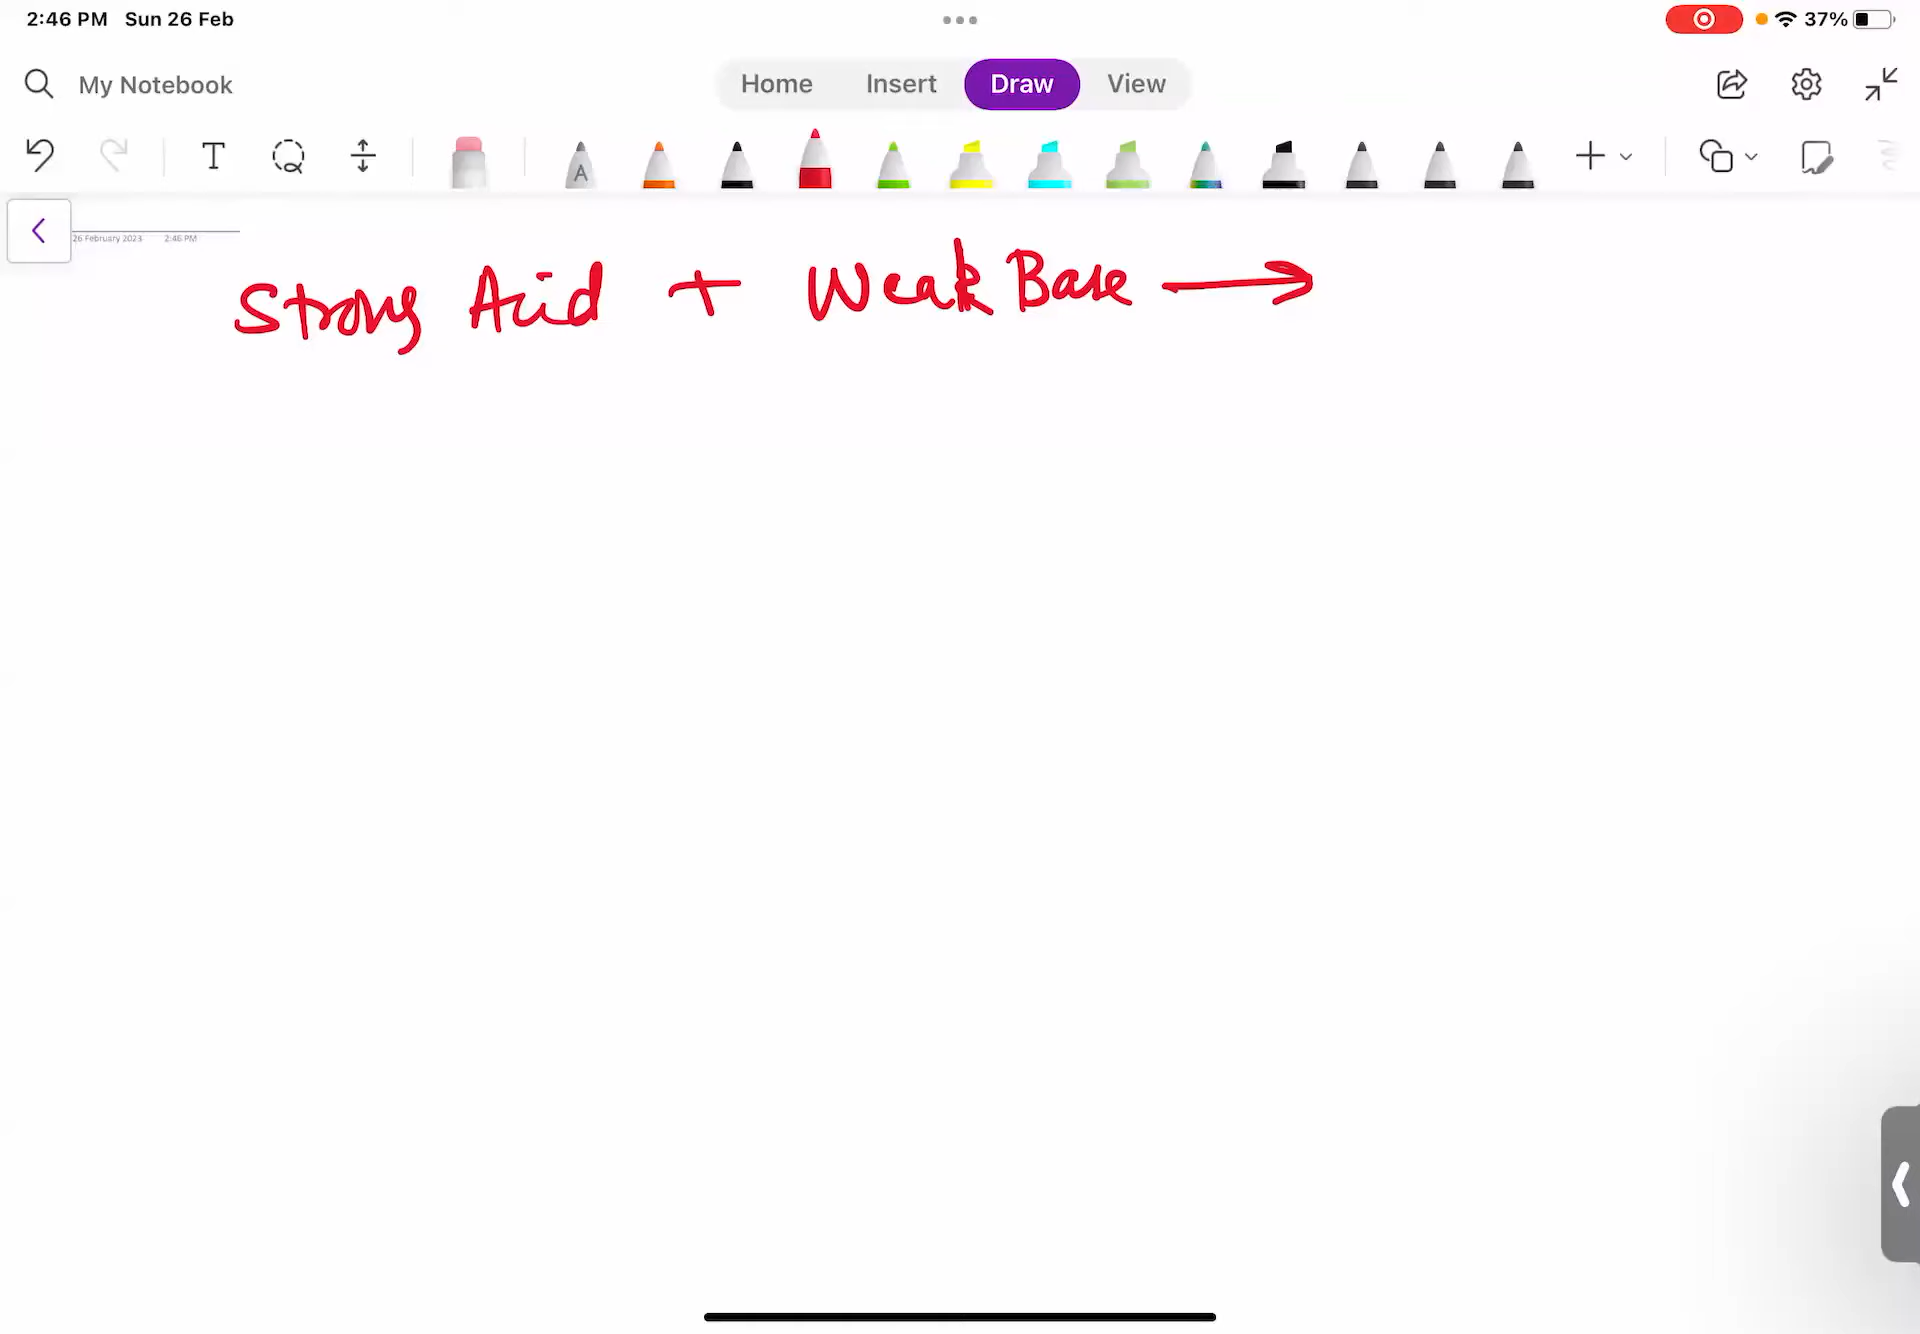 2:46 PM Sun 26 Feb
37%
My Notebook
Home Insert Draw View
T
A
26 February 2023 2:46 PM
Strong Acid + Weak Base →